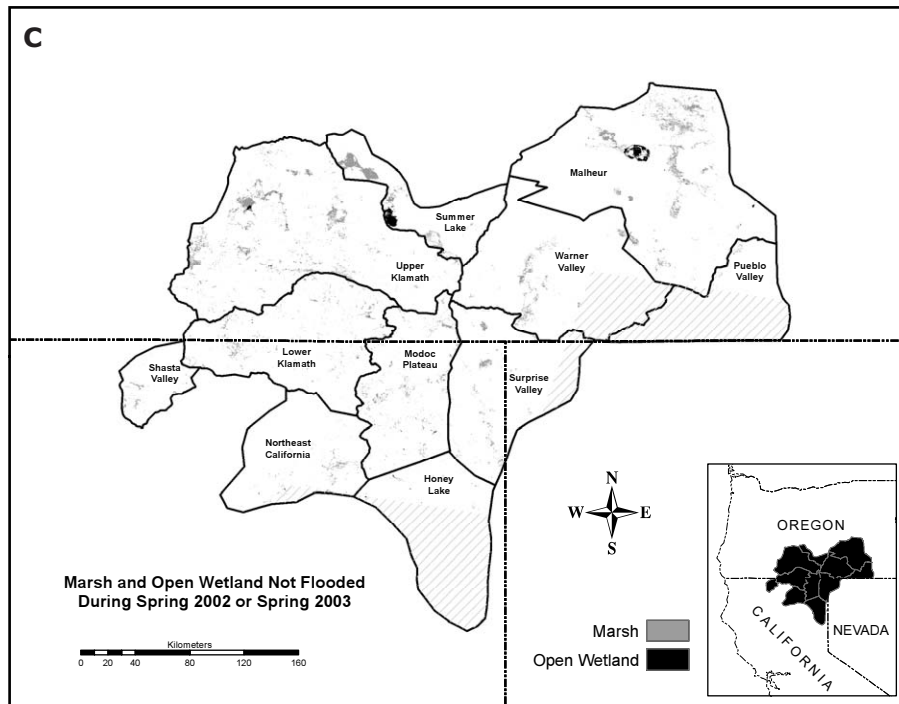 C
Malheur
Summer
Lake
Warner
Valley
Pueblo
Valley
Upper
Klamath
Lower
Klamath
Modoc
Plateau
Shasta
Valley
Surprise
Valley
Northeast
California
Honey
Lake
N
W
E
S
Marsh and Open Wetland Not Flooded
During Spring 2002 or Spring 2003
Kilometers
0 20 40 80 120 160
Marsh
Open Wetland
OREGON
CALIFORNIA
NEVADA